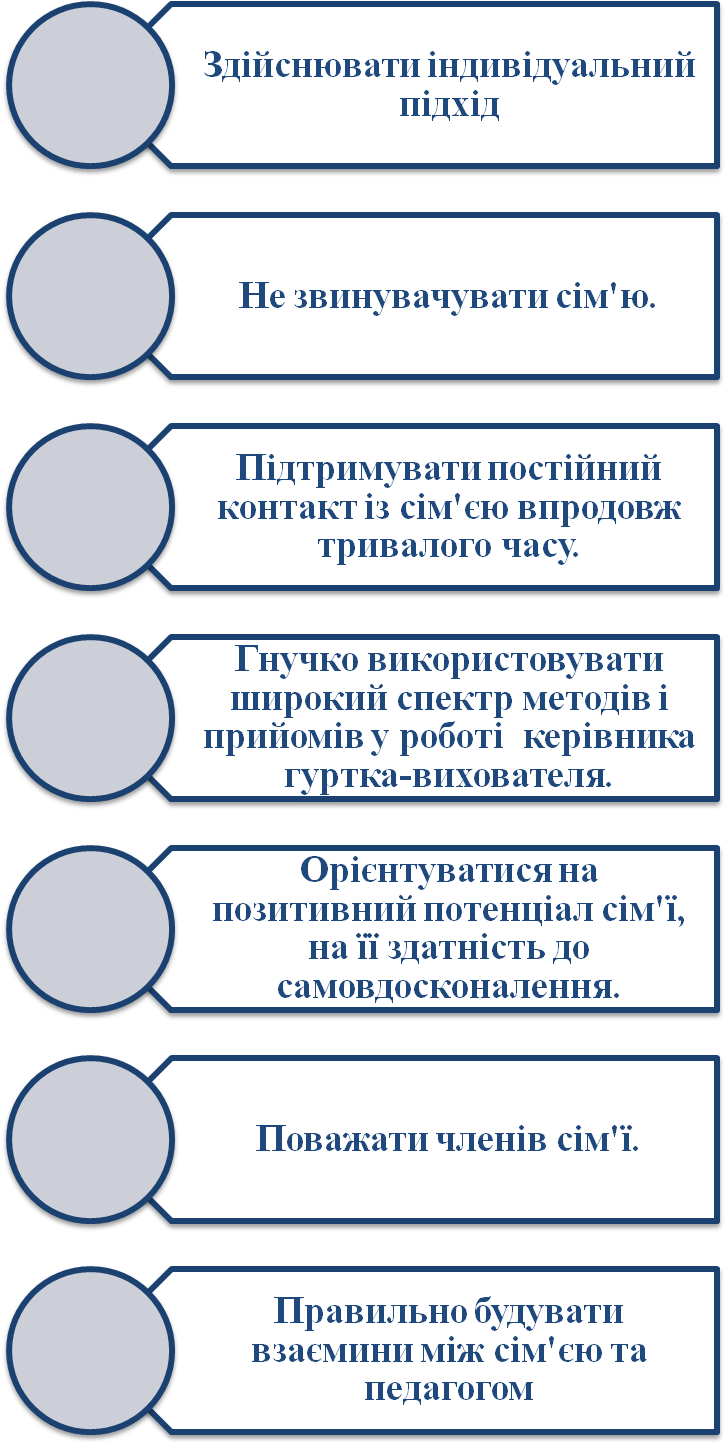 Здійснювати індивідуальний
підхід
Не звинувачувати сім'ю.
Підтримувати постійний
контакт із сім'єю впродовж
тривалого часу.
Гнучко використовувати
широкий спектр методів і
прийомів у роботі  керівника
гуртка-вихователя.
Орієнтуватися на
позитивний потенціал сім'ї,
на її здатність до
самовдосконалення.
Поважати членів сім'ї.
Правильно будувати
взаємини між сім'єю та
педагогом